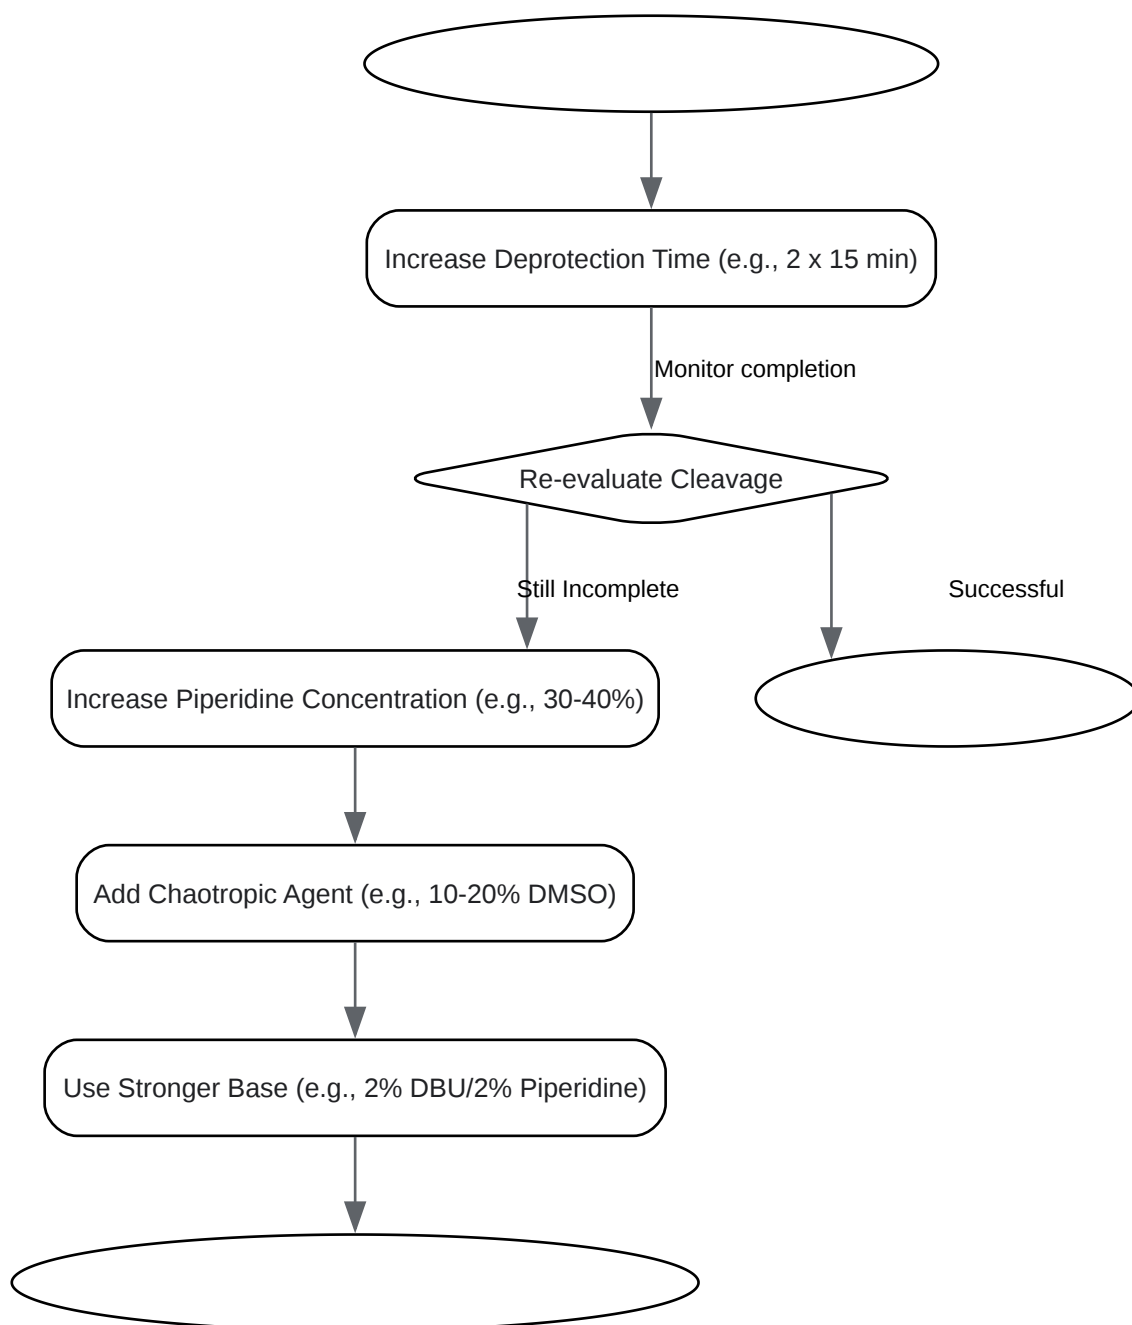 Increase Deprotection Time (e.g., 2 x 15 min)
Monitor completion
Re-evaluate Cleavage
Still Incomplete
Successful
Increase Piperidine Concentration (e.g., 30-40%)
Add Chaotropic Agent (e.g., 10-20% DMSO)
Use Stronger Base (e.g., 2% DBU/2% Piperidine)